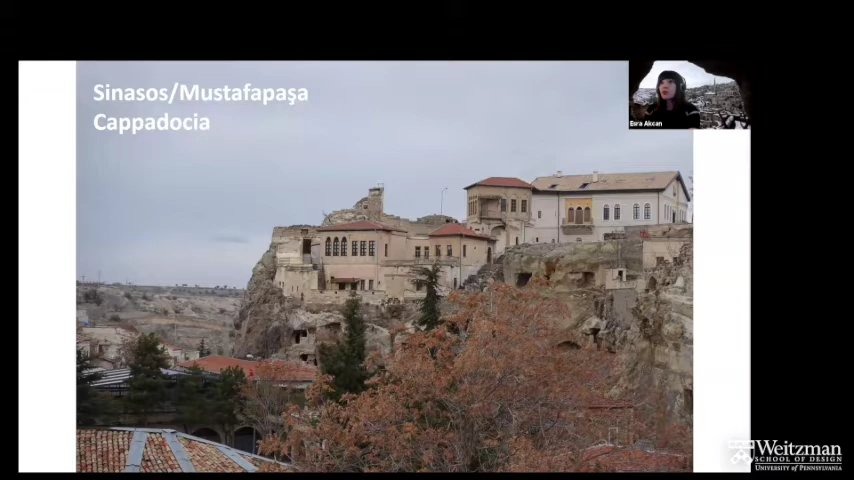 Sinasos/Mustafapaşa
Cappadocia
Esra Akcan
Weitzman
SCHOOL OF DESIGN
UNIVERSITY OF PENNSYLVANIA